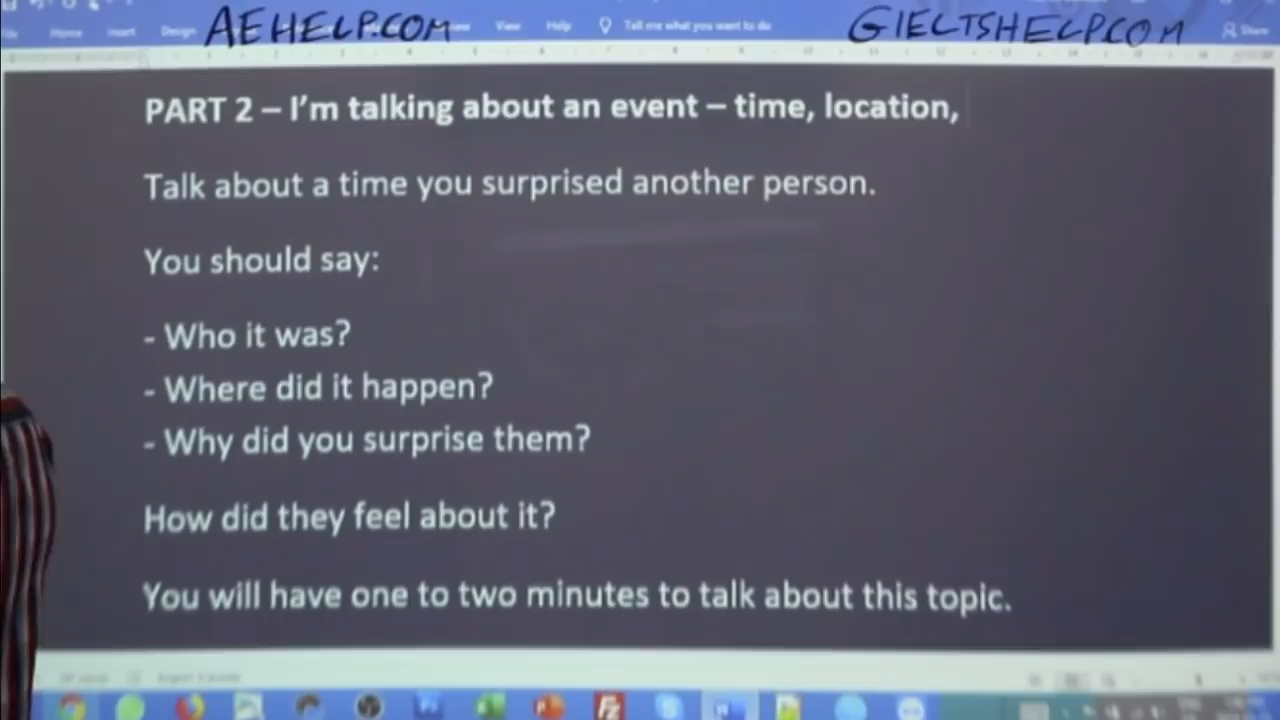 AEHELP.COM
GIELTSHELP.COM
Home Insert Design View Help Tell me what you want to do Share
PART 2 – I'm talking about an event – time, location,
Talk about a time you surprised another person.
You should say:
- Who it was?
- Where did it happen?
- Why did you surprise them?
How did they feel about it?
You will have one to two minutes to talk about this topic.